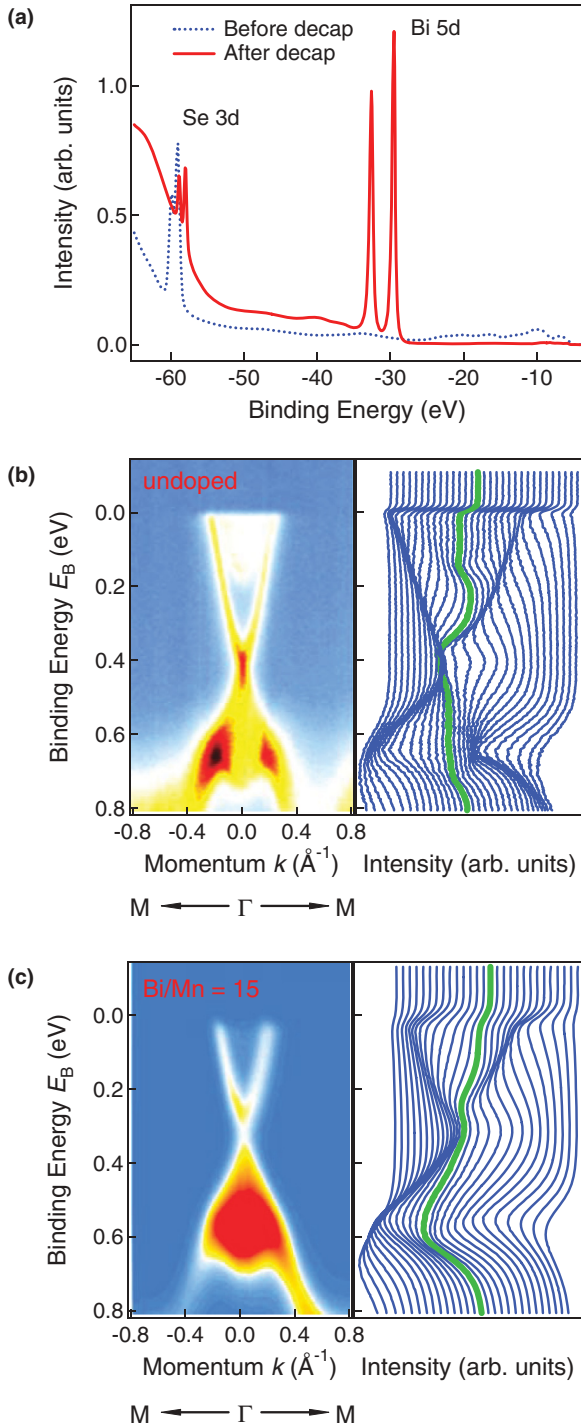 (a)
Before decap
After decap
Bi 5d
Se 3d
1.0
0.5
0.0
Intensity (arb. units)
-60 -50 -40 -30 -20 -10
Binding Energy (eV)
(b)
undoped
0.0
0.2
0.4
0.6
0.8
Binding Energy E_B (eV)
-0.8 -0.4 0.0 0.4 0.8
Momentum k (Å⁻¹) Intensity (arb. units)
M Γ M
(c)
Bi/Mn = 15
0.0
0.2
0.4
0.6
0.8
Binding Energy E_B (eV)
-0.8 -0.4 0.0 0.4 0.8
Momentum k (Å⁻¹) Intensity (arb. units)
M Γ M